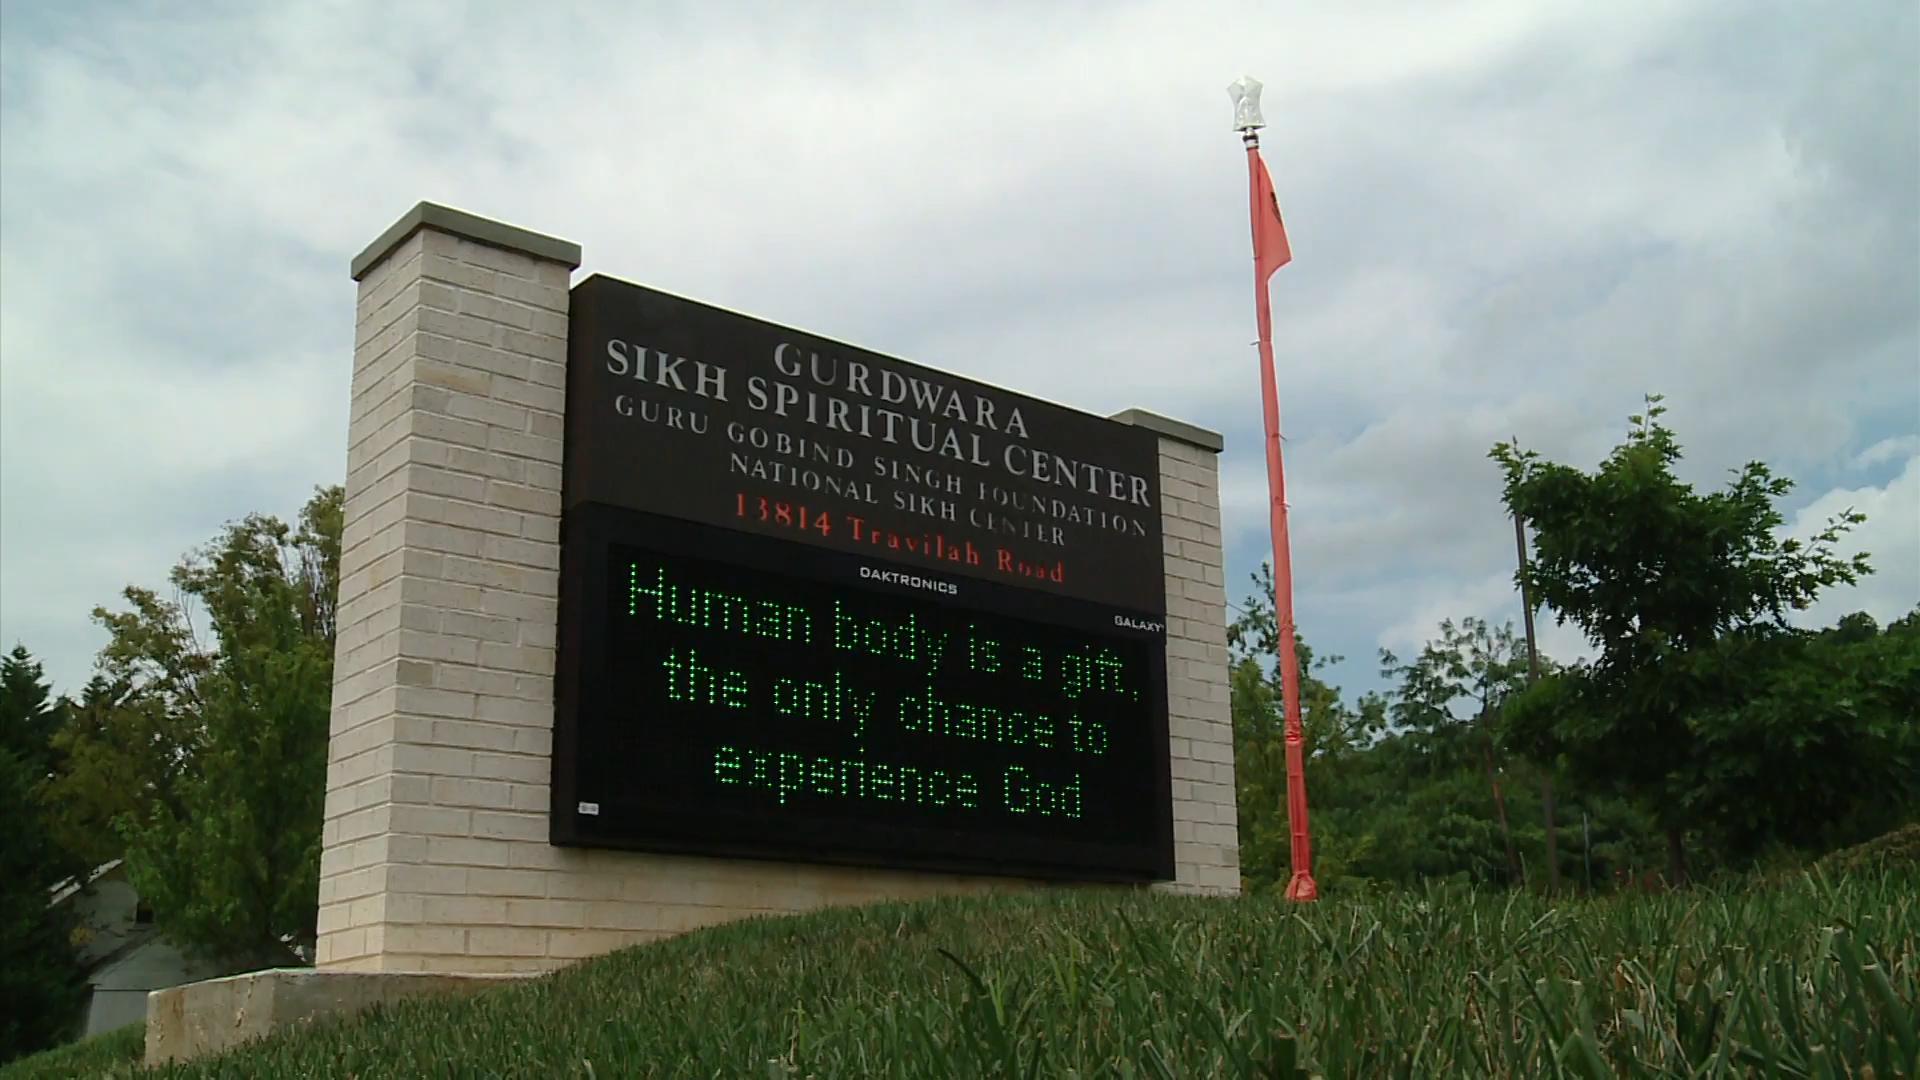 GURDWARA
SIKH SPIRITUAL CENTER
GURU GOBIND SINGH FOUNDATION
NATIONAL SIKH CENTER
13814 Travilah Road
DAKTRONICS
GALAXY
Human body is a gift,
the only chance to
experience God